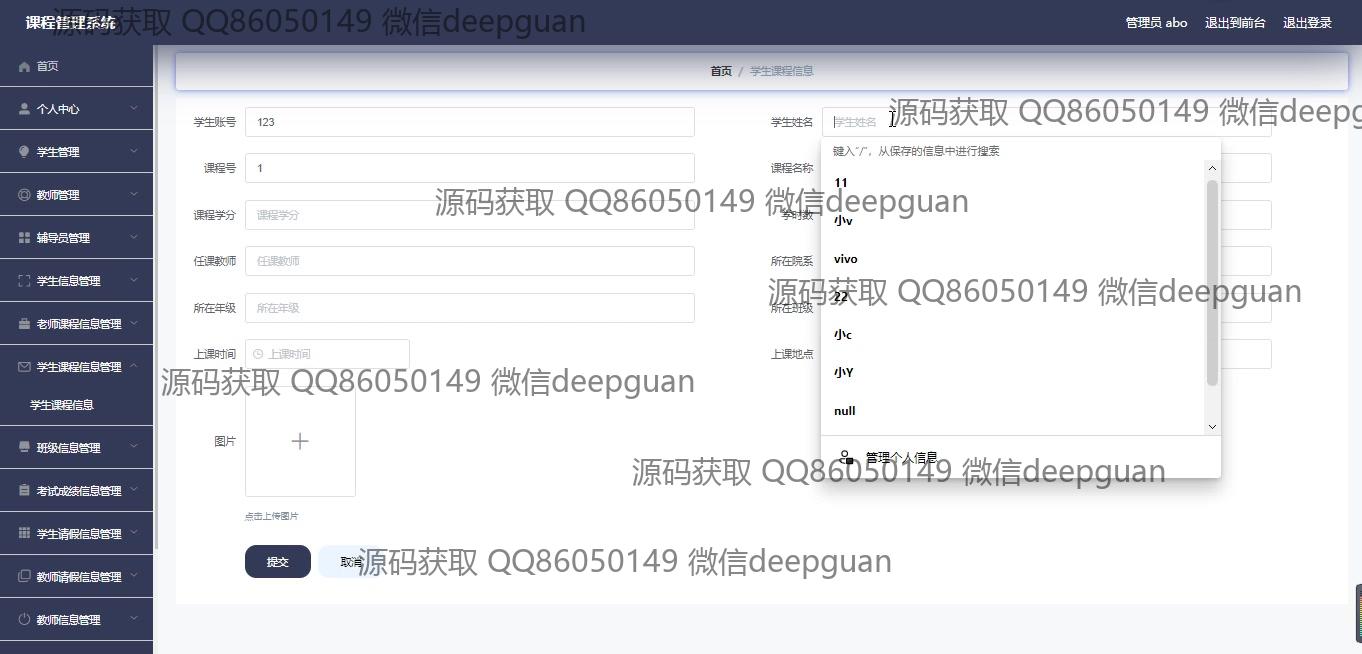 课程管理系统
源码获取 QQ86050149 微信deepguan
管理员 abo 退出到前台 退出登录
首页
个人中心
学生管理
教师管理
辅导员管理
学生信息管理
老师课程信息管理
学生课程信息管理
学生课程信息
班级信息管理
考试成绩信息管理
学生请假信息管理
教师请假信息管理
教师信息管理
首页 / 学生课程信息
源码获取 QQ86050149 微信deepg
学生账号 123 学生姓名 学生姓名
键入"/"，从保存的信息中进行搜索
课程号 1 课程名称
11
源码获取 QQ86050149 微信deepguan
课程学分 课程学分 学时数
小v
任课教师 任课教师 所在院系
vivo
源码获取 QQ86050149 微信deepguan
22
所在年级 所在年级 所在班级
小c
上课时间 上课时间 上课地点
小Y
源码获取 QQ86050149 微信deepguan
null
图片
管理个人信息
源码获取 QQ86050149 微信deepguan
点击上传图片
提交 取消
源码获取 QQ86050149 微信deepguan